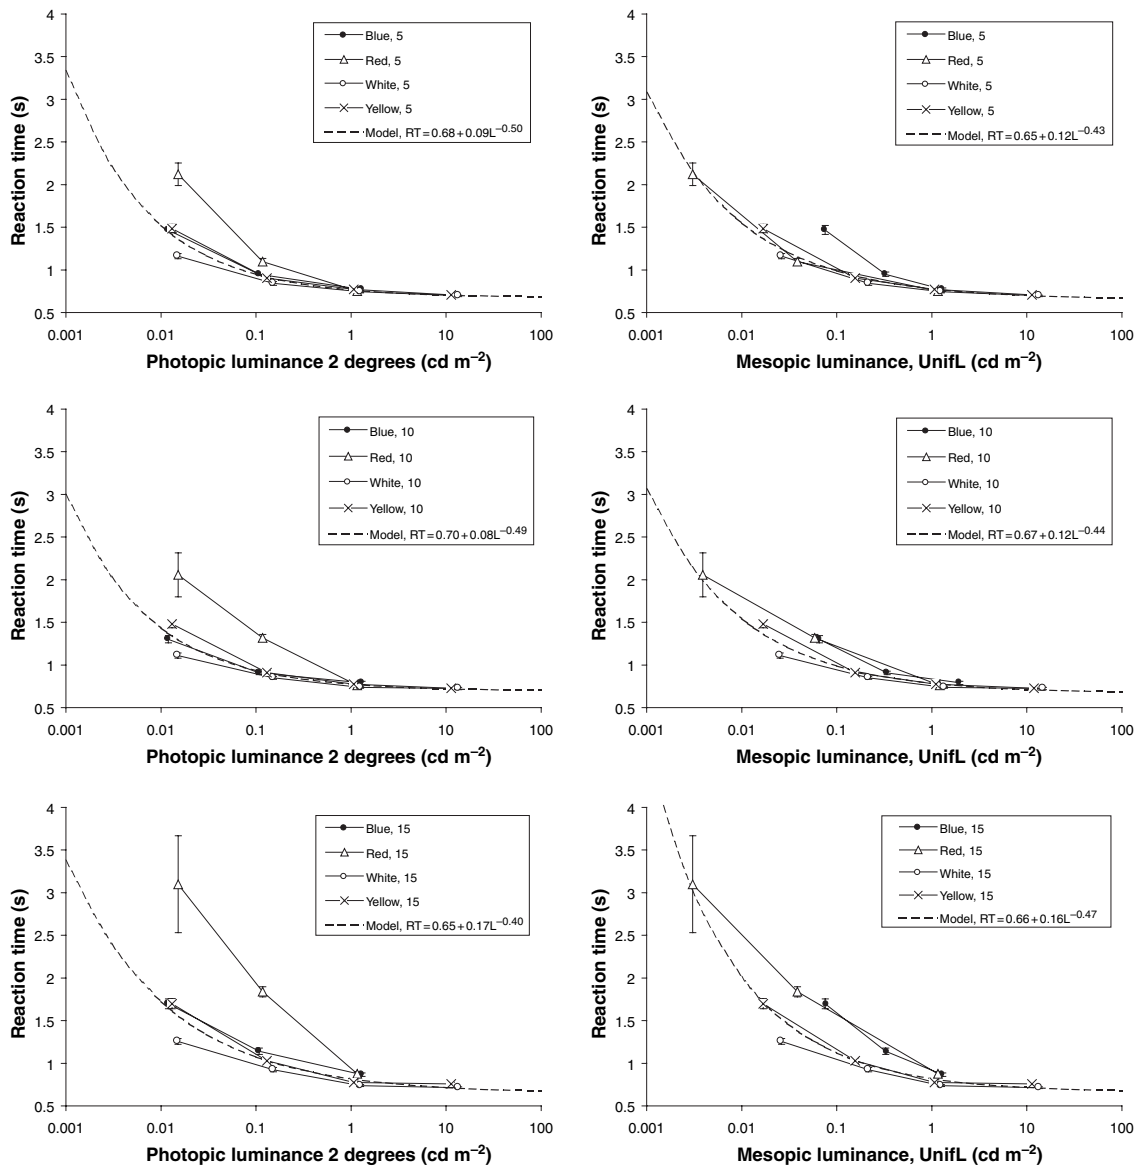 4
3.5
3
2.5
2
1.5
1
0.5
Reaction time (s)
Blue, 5
Red, 5
White, 5
Yellow, 5
Model, RT=0.68+0.09L^−0.50
0.001 0.01 0.1 1 10 100
Photopic luminance 2 degrees (cd m^−2)
4
3.5
3
2.5
2
1.5
1
0.5
Reaction time (s)
Blue, 5
Red, 5
White, 5
Yellow, 5
Model, RT=0.65+0.12L^−0.43
0.001 0.01 0.1 1 10 100
Mesopic luminance, UnifL (cd m^−2)
4
3.5
3
2.5
2
1.5
1
0.5
Reaction time (s)
Blue, 10
Red, 10
White, 10
Yellow, 10
Model, RT=0.70+0.08L^−0.49
0.001 0.01 0.1 1 10 100
Photopic luminance 2 degrees (cd m^−2)
4
3.5
3
2.5
2
1.5
1
0.5
Reaction time (s)
Blue, 10
Red, 10
White, 10
Yellow, 10
Model, RT=0.67+0.12L^−0.44
0.001 0.01 0.1 1 10 100
Mesopic luminance, UnifL (cd m^−2)
4
3.5
3
2.5
2
1.5
1
0.5
Reaction time (s)
Blue, 15
Red, 15
White, 15
Yellow, 15
Model, RT=0.65+0.17L^−0.40
0.001 0.01 0.1 1 10 100
Photopic luminance 2 degrees (cd m^−2)
4
3.5
3
2.5
2
1.5
1
0.5
Reaction time (s)
Blue, 15
Red, 15
White, 15
Yellow, 15
Model, RT=0.66+0.16L^−0.47
0.001 0.01 0.1 1 10 100
Mesopic luminance, UnifL (cd m^−2)